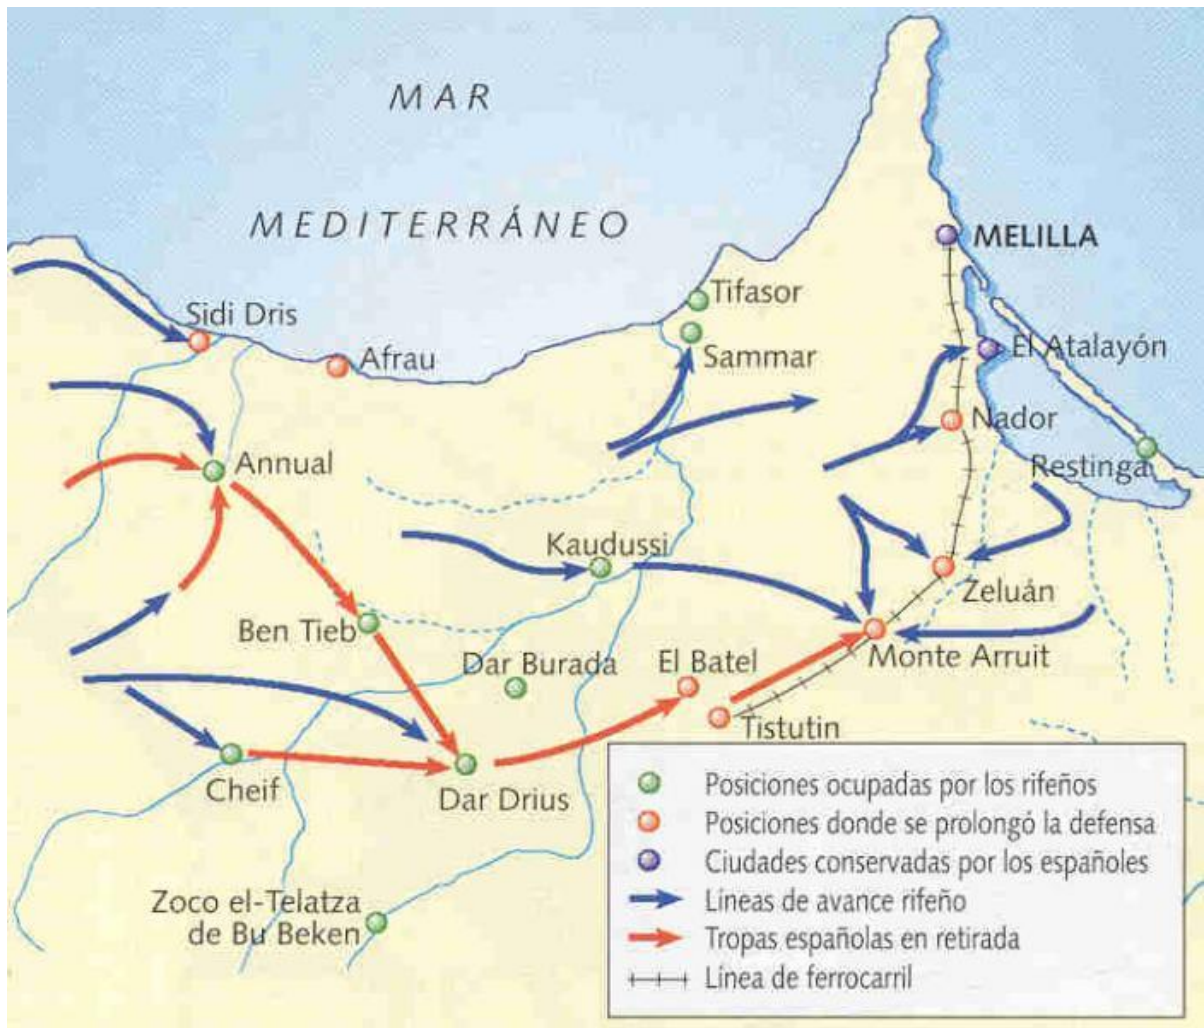 MAR
MEDITERRÁNEO
MELILLA
Tifasor
Sidi Dris
Sammar
El Atalayón
Afrau
Nador
Annual
Restinga
Kaudussi
Zeluán
Ben Tieb
Dar Burada
El Batel
Monte Arruit
Tistutin
Cheif
Dar Drius
Zoco el-Telatza
de Bu Beken
Posiciones ocupadas por los rifeños
Posiciones donde se prolongó la defensa
Ciudades conservadas por los españoles
Líneas de avance rifeño
Tropas españolas en retirada
Línea de ferrocarril